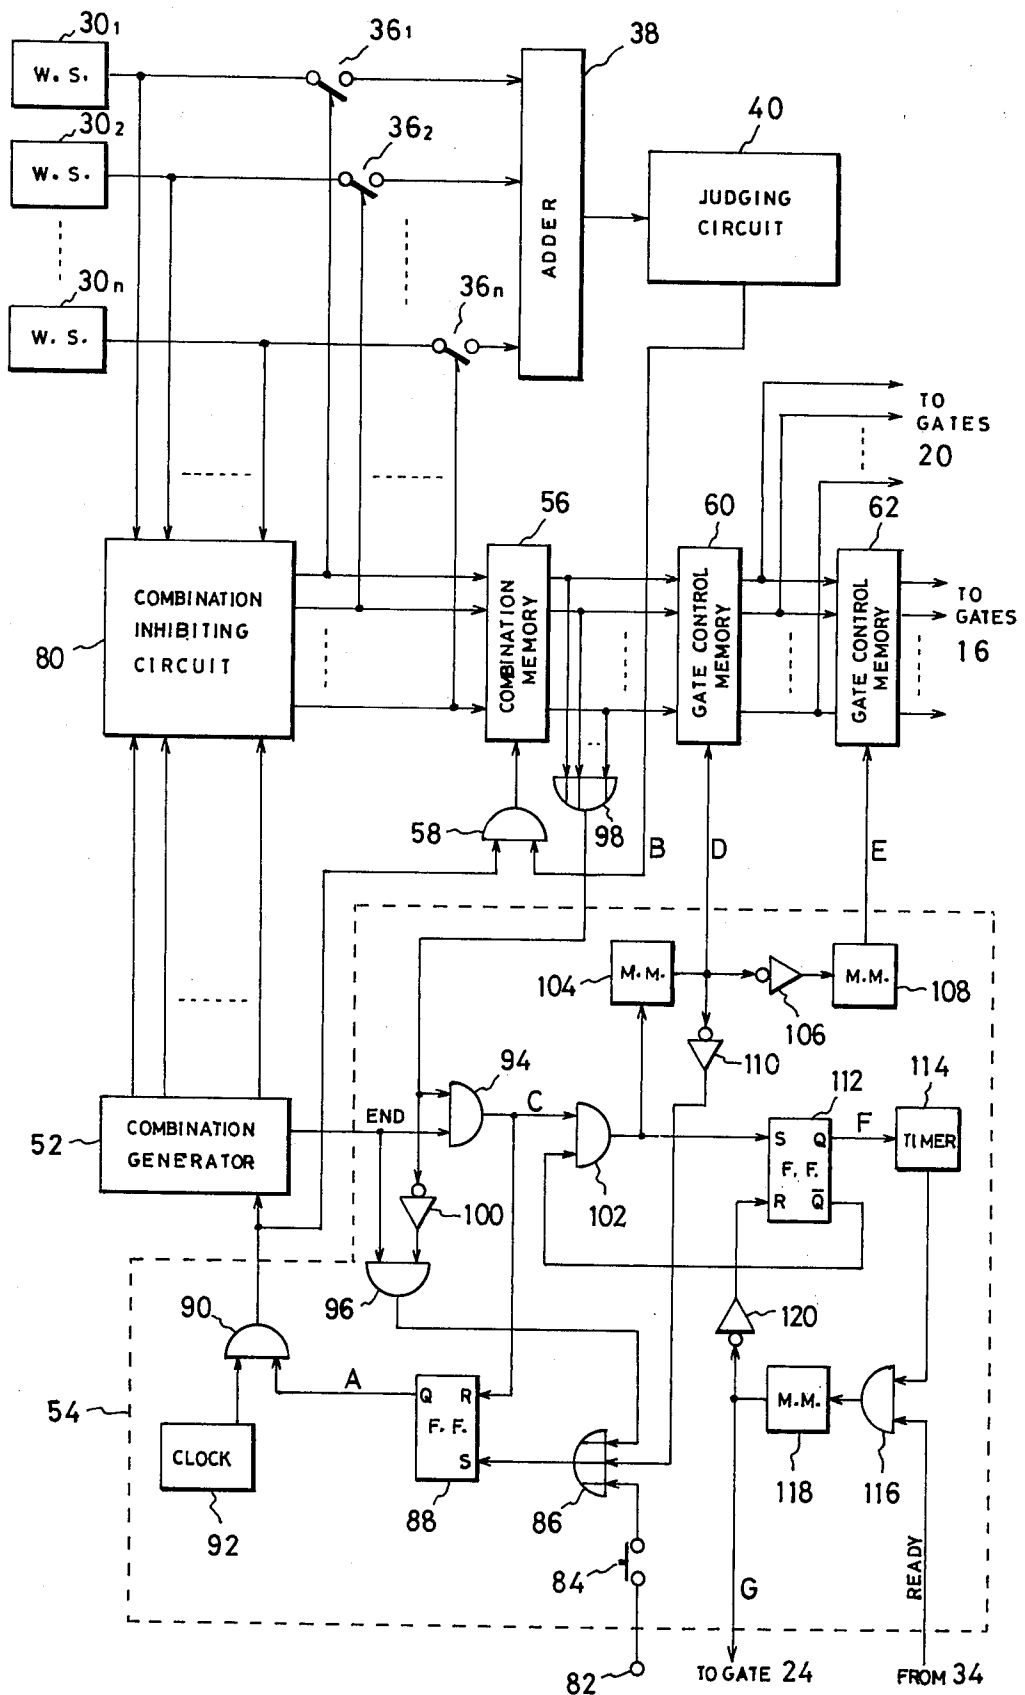 30₁
W. S.
36₁
38
30₂
W. S.
36₂
40
JUDGING
CIRCUIT
ADDER
30n
W. S.
36n
TO
GATES
20
56
60
62
COMBINATION
INHIBITING
CIRCUIT
80
COMBINATION
MEMORY
GATE CONTROL
MEMORY
GATE CONTROL
MEMORY
TO
GATES
16
58
98
B
D
E
104
M.M.
106
M.M.
108
110
94
C
112
114
52
COMBINATION
GENERATOR
END
102
S Q
F. F.
R Q̅
F
TIMER
100
96
90
120
54
A
Q R
F. F.
S
M.M.
CLOCK
92
88
86
118
116
84
G
READY
82
TO GATE 24
FROM 34